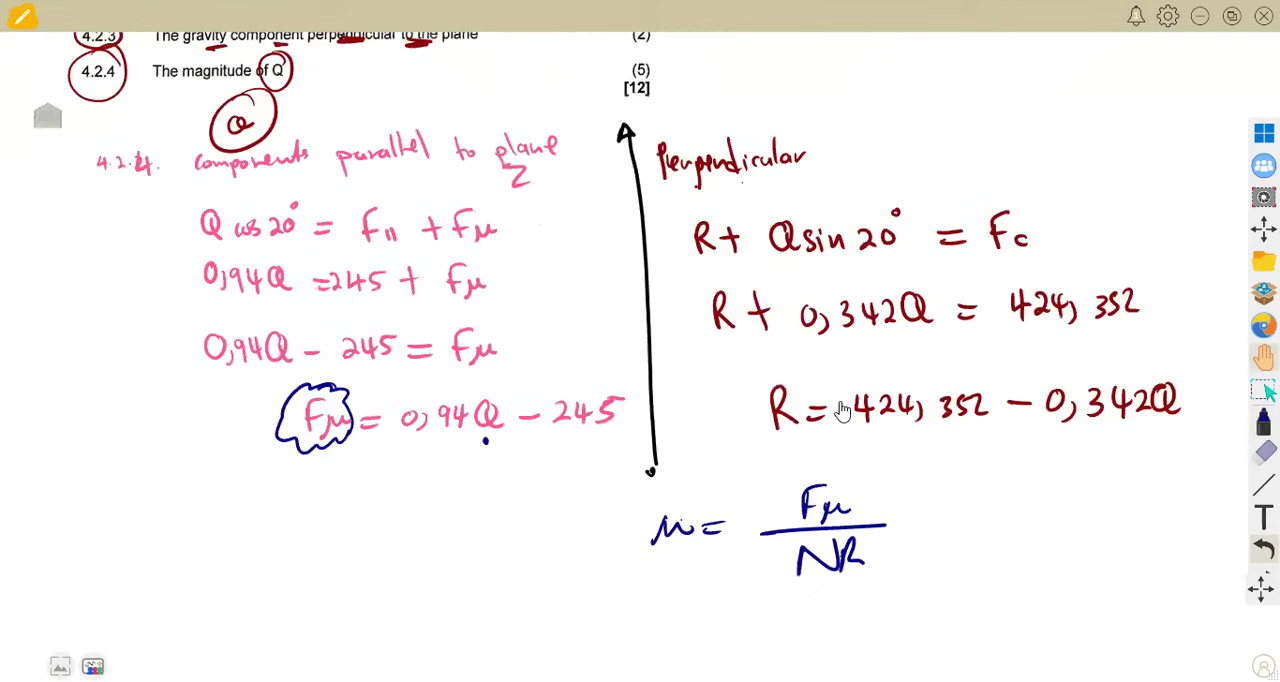 4.2.3 The gravity component perpendicular to the plane (2)
4.2.4 The magnitude of Q (5)
[12]
Q
4.2.4. Components parallel to plane
Q cos 20° = F∥ + Fμ
0,94Q = 245 + Fμ
0,94Q - 245 = Fμ
Fμ = 0,94Q - 245
Perpendicular
R + Q sin 20° = Fc
R + 0,342Q = 424,352
R = 424,352 - 0,342Q
μ = Fμ / NR
T